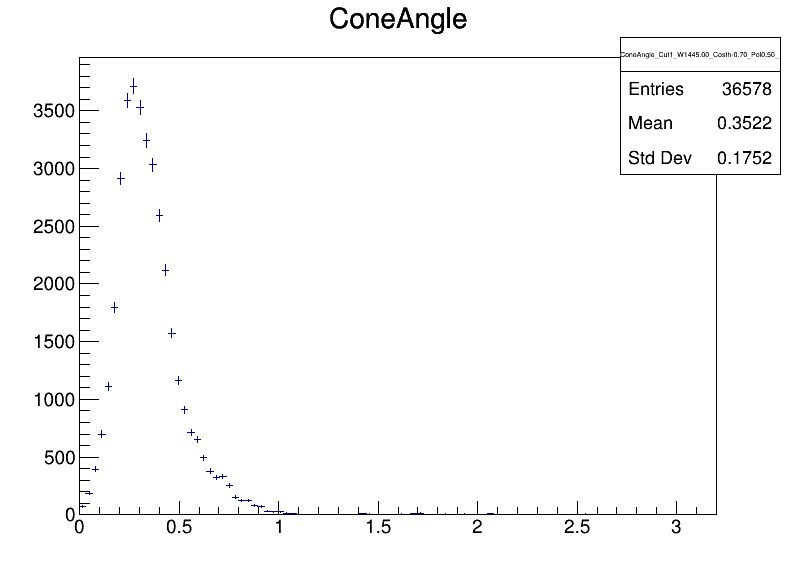 ConeAngle
ConeAngle_Cut1_W1445.00_Costh-0.70_Pol0.50_
Entries 36578
Mean 0.3522
Std Dev 0.1752
3500
3000
2500
2000
1500
1000
500
0
0 0.5 1 1.5 2 2.5 3